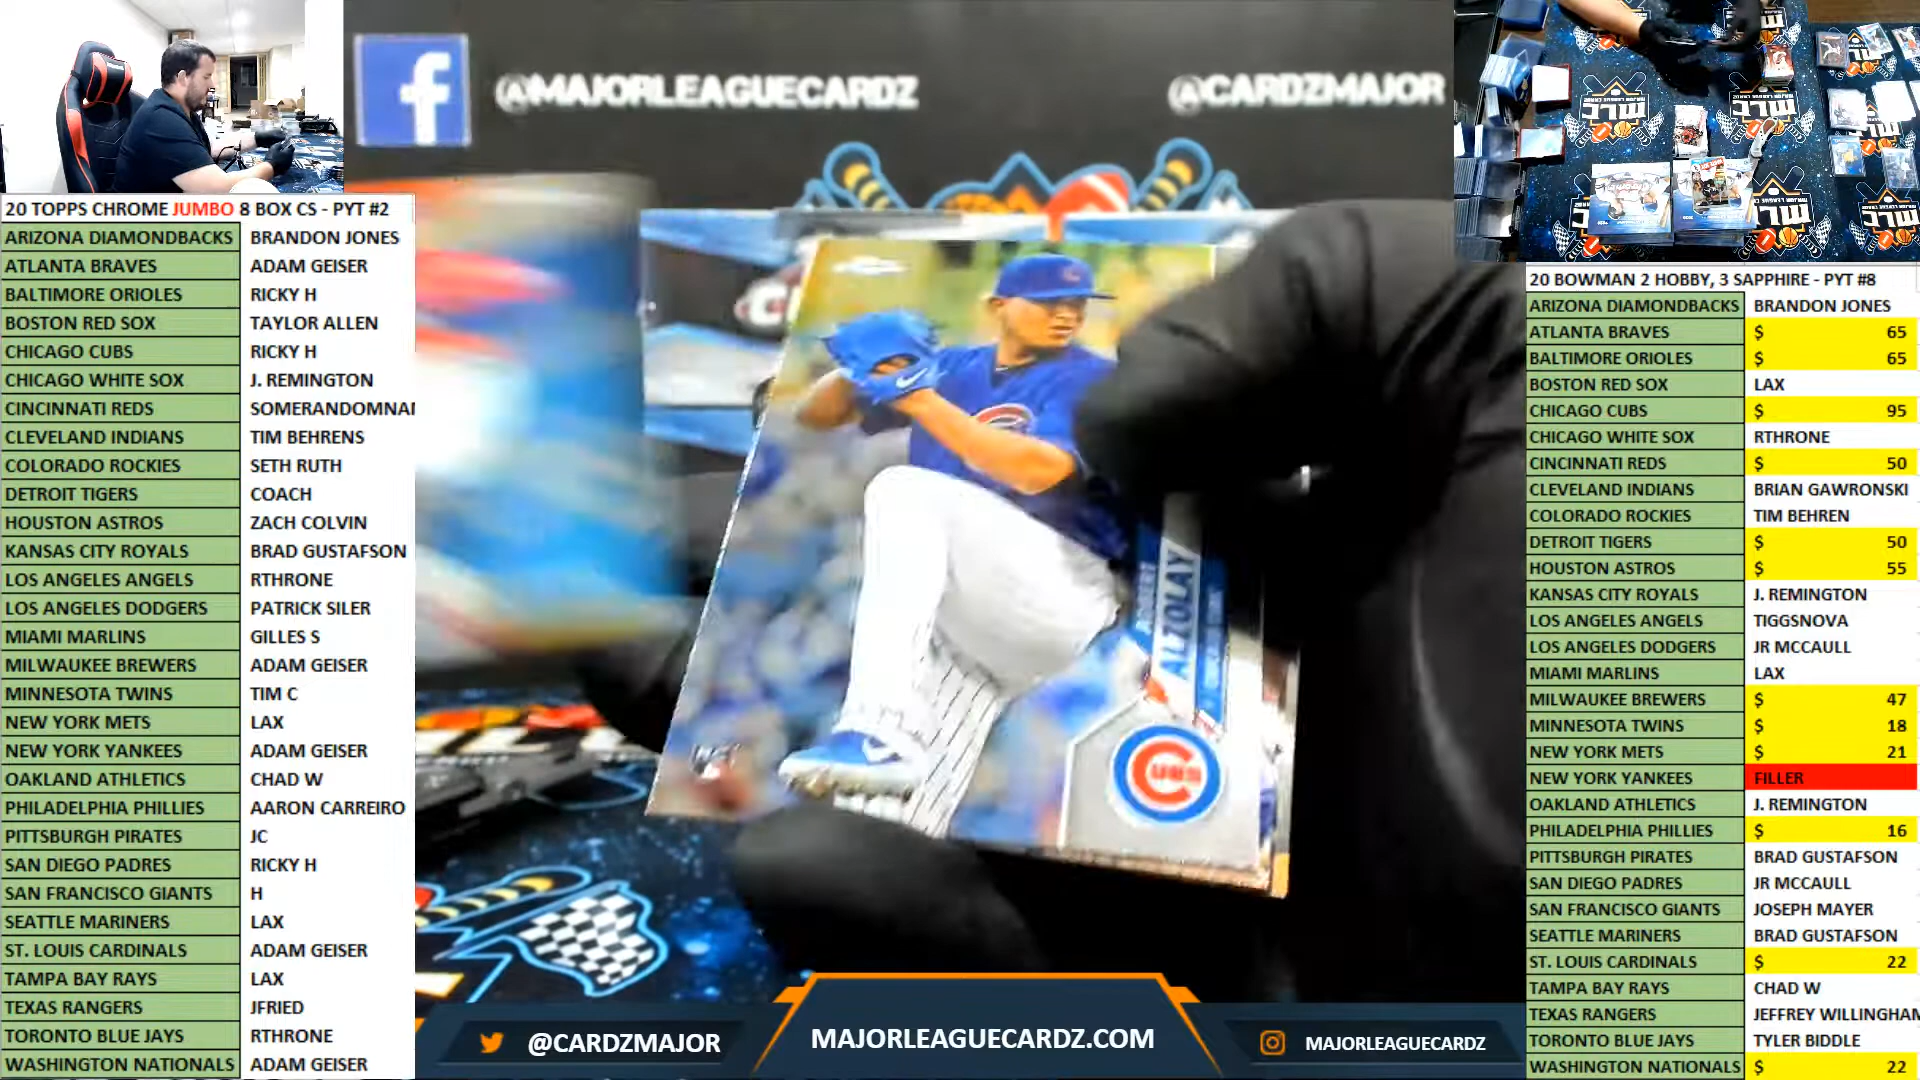 @MAJORLEAGUECARDZ
@CARDZMAJOR
20 TOPPS CHROME JUMBO 8 BOX CS - PYT #2
ARIZONA DIAMONDBACKS BRANDON JONES
ATLANTA BRAVES ADAM GEISER
BALTIMORE ORIOLES RICKY H
BOSTON RED SOX TAYLOR ALLEN
CHICAGO CUBS RICKY H
CHICAGO WHITE SOX J. REMINGTON
CINCINNATI REDS SOMERANDOMNA
CLEVELAND INDIANS TIM BEHRENS
COLORADO ROCKIES SETH RUTH
DETROIT TIGERS COACH
HOUSTON ASTROS ZACH COLVIN
KANSAS CITY ROYALS BRAD GUSTAFSON
LOS ANGELES ANGELS RTHRONE
LOS ANGELES DODGERS PATRICK SILER
MIAMI MARLINS GILLES S
MILWAUKEE BREWERS ADAM GEISER
MINNESOTA TWINS TIM C
NEW YORK METS LAX
NEW YORK YANKEES ADAM GEISER
OAKLAND ATHLETICS CHAD W
PHILADELPHIA PHILLIES AARON CARREIRO
PITTSBURGH PIRATES JC
SAN DIEGO PADRES RICKY H
SAN FRANCISCO GIANTS H
SEATTLE MARINERS LAX
ST. LOUIS CARDINALS ADAM GEISER
TAMPA BAY RAYS LAX
TEXAS RANGERS JFRIED
TORONTO BLUE JAYS RTHRONE
WASHINGTON NATIONALS ADAM GEISER
ALZOLAY
CUBS
@CARDZMAJOR
MAJORLEAGUECARDZ.COM
MAJORLEAGUECARDZ
20 BOWMAN 2 HOBBY, 3 SAPPHIRE - PYT #8
ARIZONA DIAMONDBACKS BRANDON JONES
ATLANTA BRAVES $ 65
BALTIMORE ORIOLES $ 65
BOSTON RED SOX LAX
CHICAGO CUBS $ 95
CHICAGO WHITE SOX RTHRONE
CINCINNATI REDS $ 50
CLEVELAND INDIANS BRIAN GAWRONSKI
COLORADO ROCKIES TIM BEHREN
DETROIT TIGERS $ 50
HOUSTON ASTROS $ 55
KANSAS CITY ROYALS J. REMINGTON
LOS ANGELES ANGELS TIGGSNOVA
LOS ANGELES DODGERS JR MCCAULL
MIAMI MARLINS LAX
MILWAUKEE BREWERS $ 47
MINNESOTA TWINS $ 18
NEW YORK METS $ 21
NEW YORK YANKEES FILLER
OAKLAND ATHLETICS J. REMINGTON
PHILADELPHIA PHILLIES $ 16
PITTSBURGH PIRATES BRAD GUSTAFSON
SAN DIEGO PADRES JR MCCAULL
SAN FRANCISCO GIANTS JOSEPH MAYER
SEATTLE MARINERS BRAD GUSTAFSON
ST. LOUIS CARDINALS $ 22
TAMPA BAY RAYS CHAD W
TEXAS RANGERS JEFFREY WILLINGHAM
TORONTO BLUE JAYS TYLER BIDDLE
WASHINGTON NATIONALS $ 22